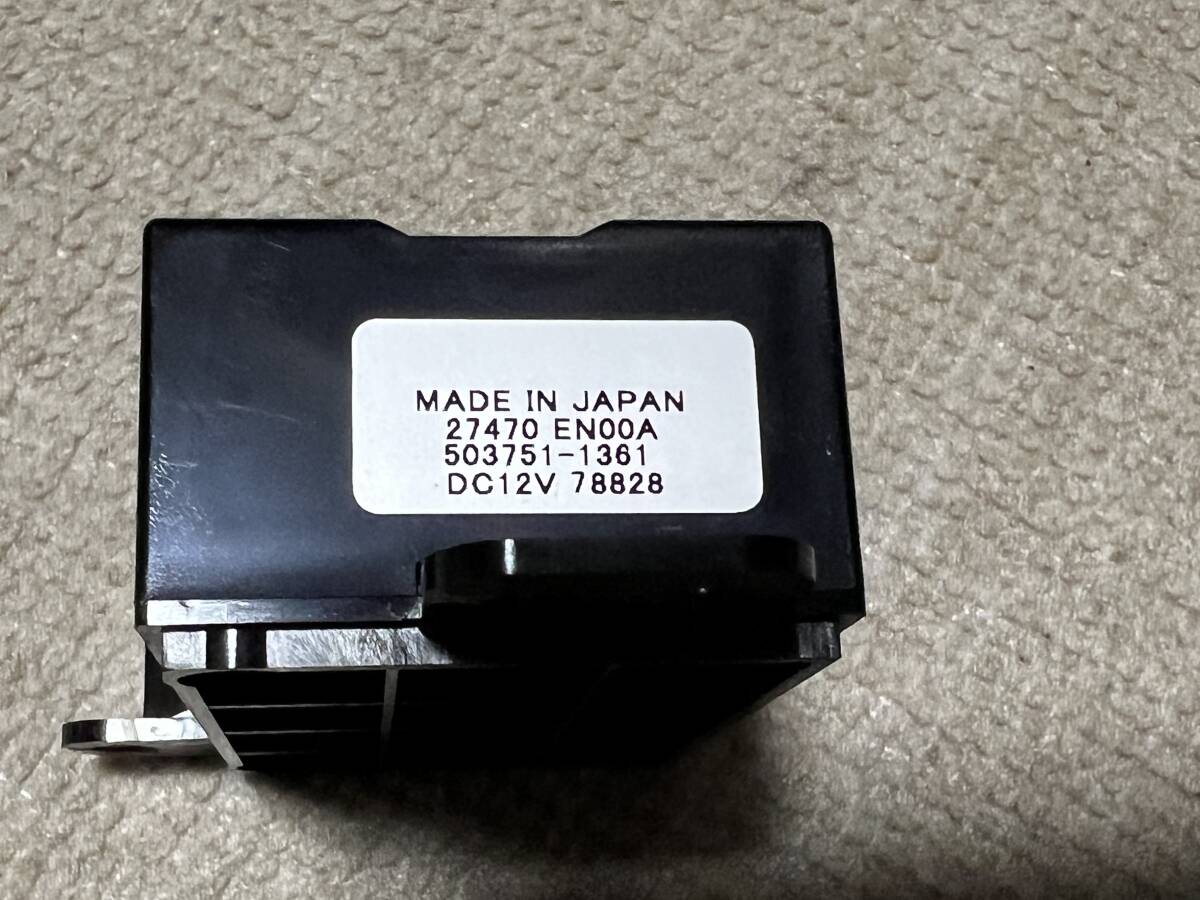 MADE IN JAPAN
27470 EN00A
503751-1361
DC12V 78828